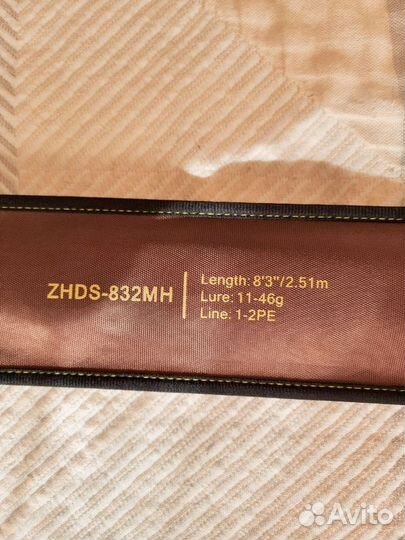 ZHDS-832MH
Length: 8'3"/2.51m
Lure: 11-46g
Line: 1-2PE
Avito